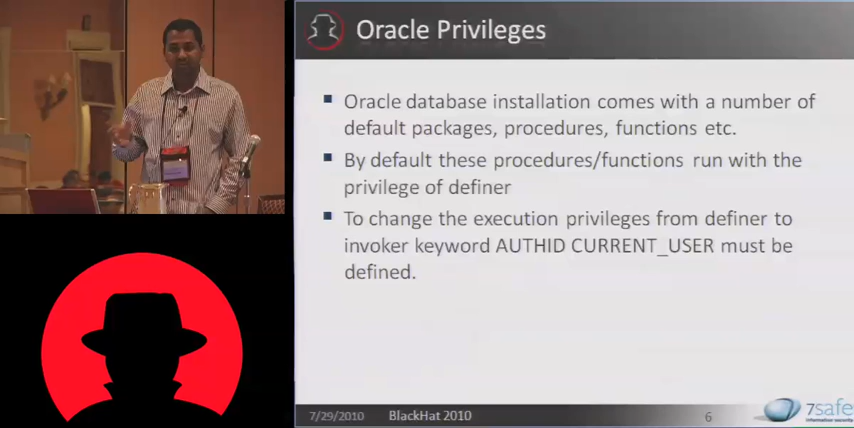 Oracle Privileges
Oracle database installation comes with a number of
default packages, procedures, functions etc.
By default these procedures/functions run with the
privilege of definer
To change the execution privileges from definer to
invoker keyword AUTHID CURRENT_USER must be
defined.
7/29/2010
BlackHat 2010
6
7safe
information security